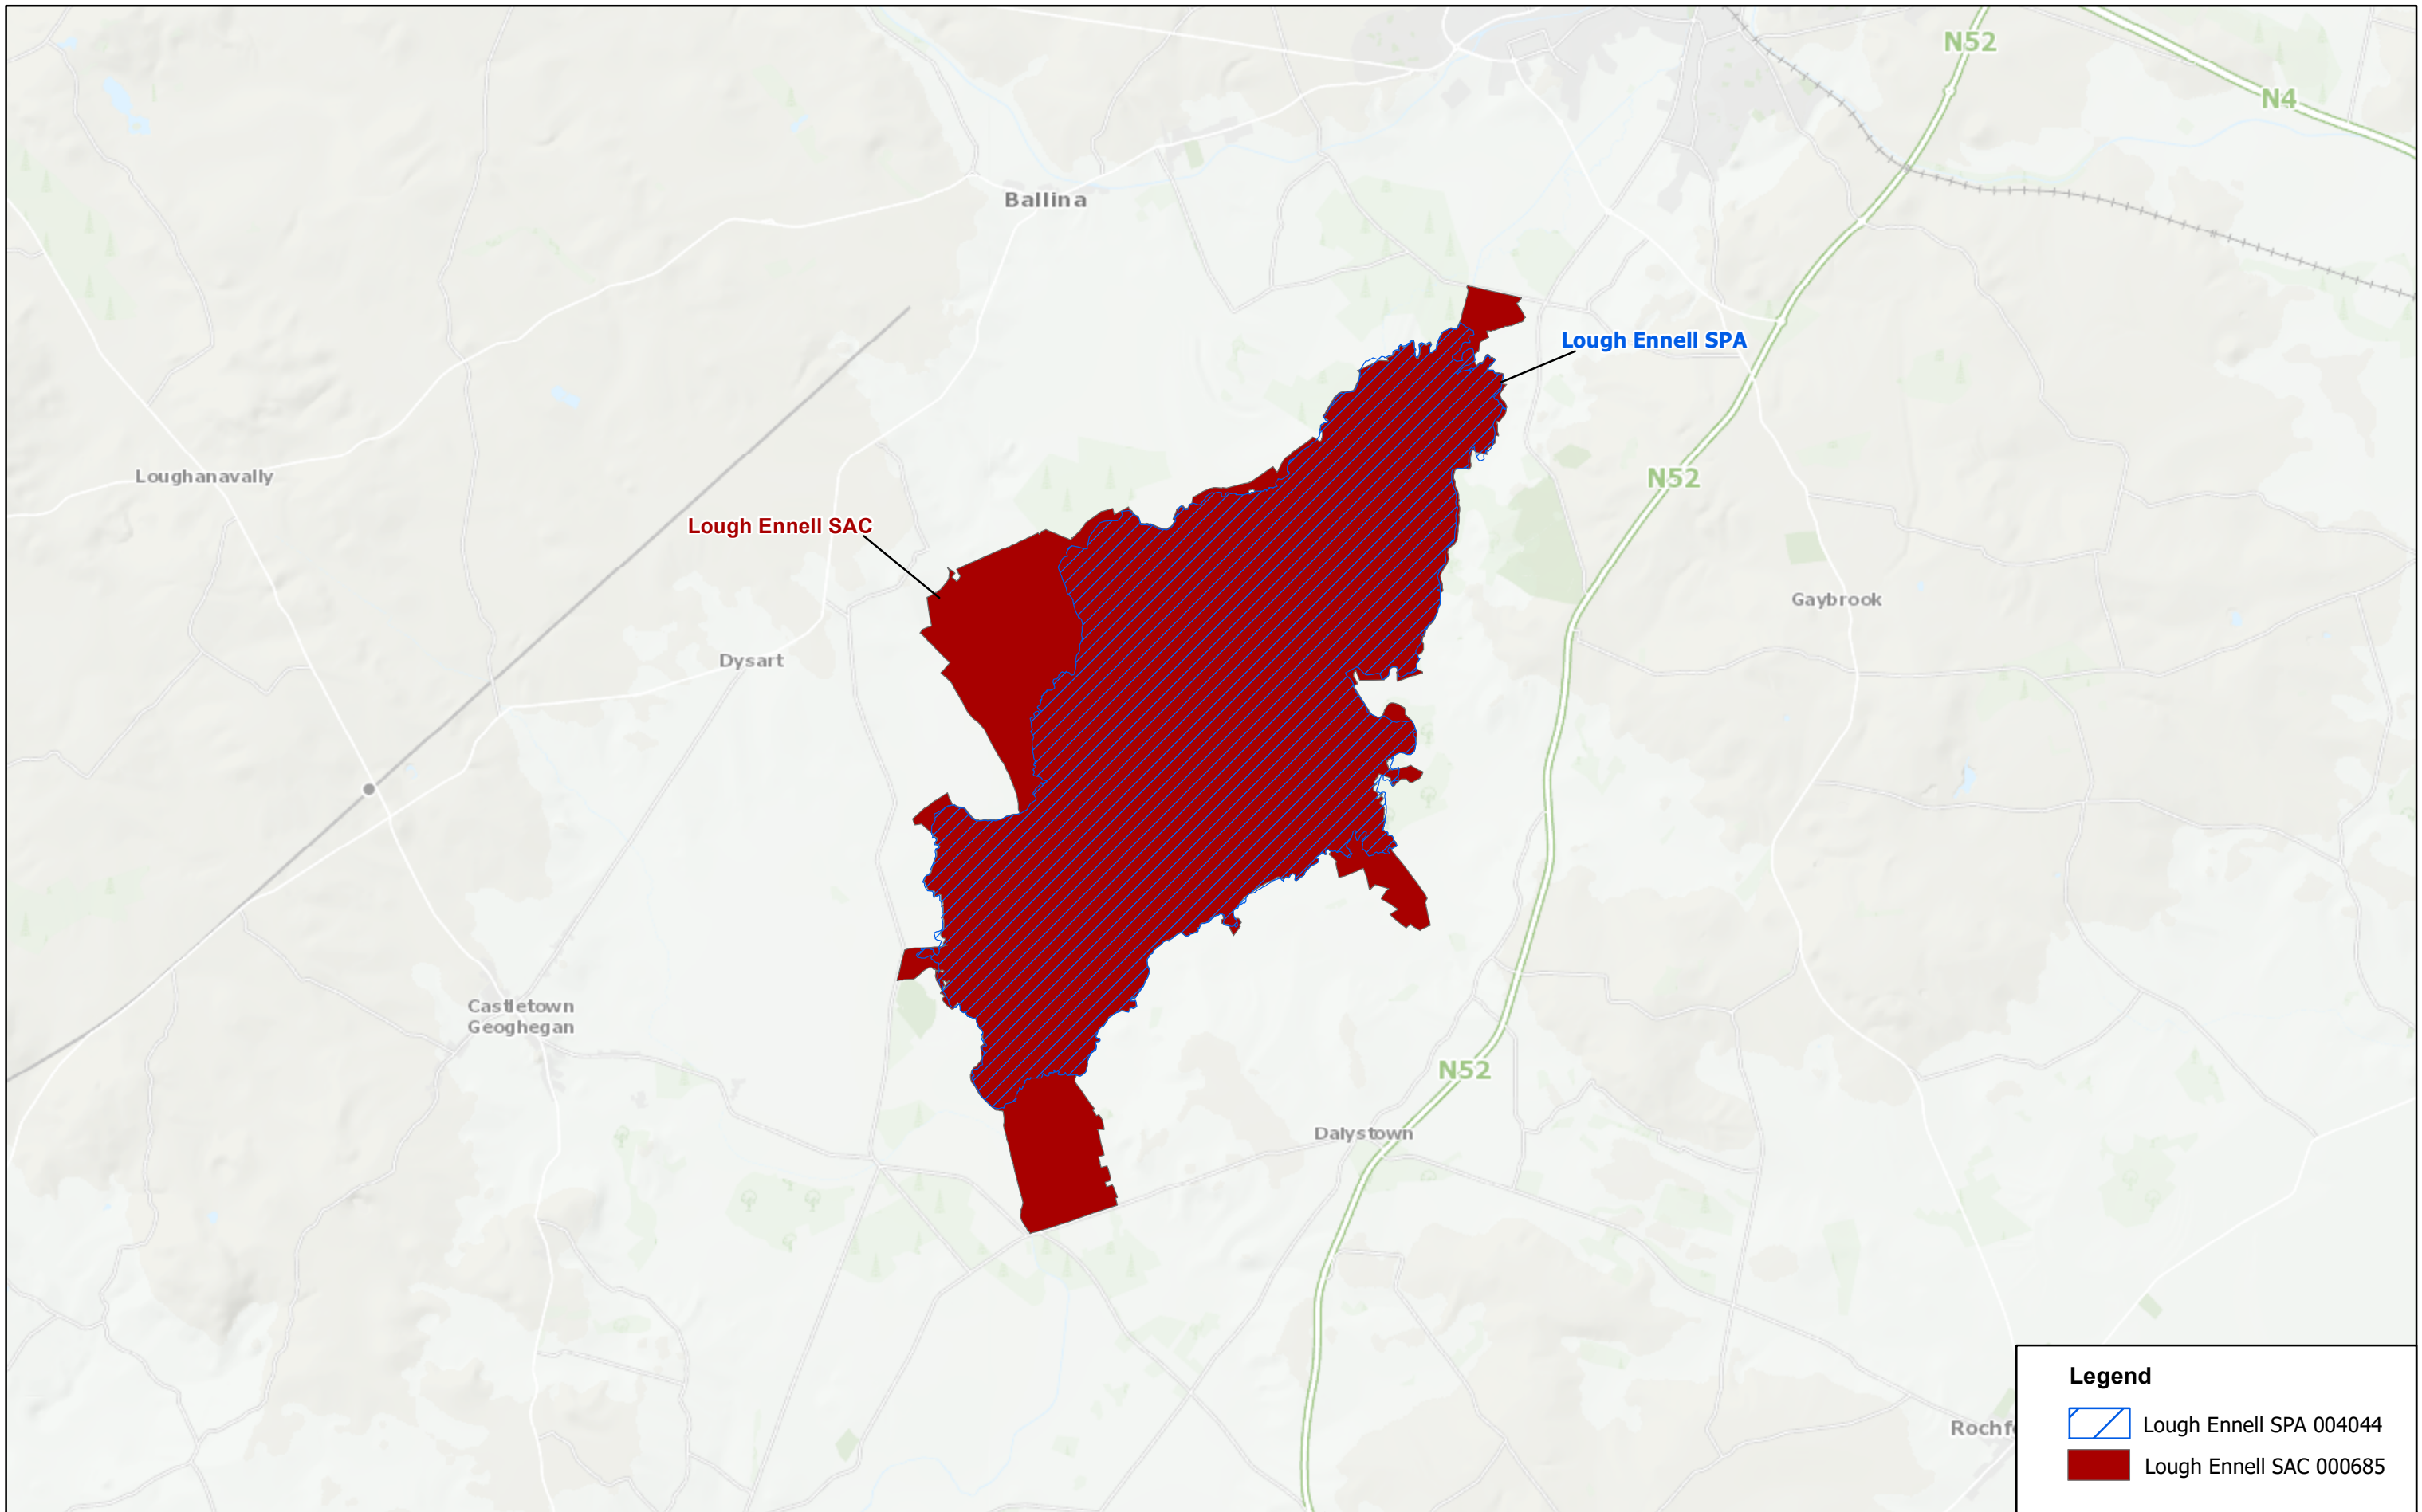 N52
N4
Ballina
Lough Ennell SPA
Loughanavally
N52
Lough Ennell SAC
Gaybrook
Dysart
Castletown
Geoghegan
N52
Dalystown
Legend
Rochf
Lough Ennell SPA 004044
Lough Ennell SAC 000685